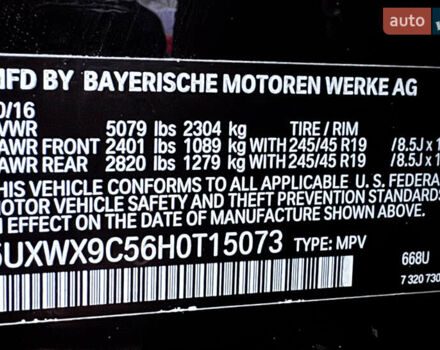 auto
MFD BY BAYERISCHE MOTOREN WERKE AG
0/16
VWR 5079 lbs 2304 kg TIRE / RIM
AWR FRONT 2401 lbs 1089 kg WITH 245/45 R19 /8.5J x 1
AWR REAR 2820 lbs 1279 kg WITH 245/45 R19 /8.5J x 1
THIS VEHICLE CONFORMS TO ALL APPLICABLE U.S. FEDERA
MOTOR VEHICLE SAFETY AND THEFT PREVENTION STANDARDS
EFFECT ON THE DATE OF MANUFACTURE SHOWN ABOVE.
5UXWX9C56H0T15073 TYPE: MPV
668U
7 320 730